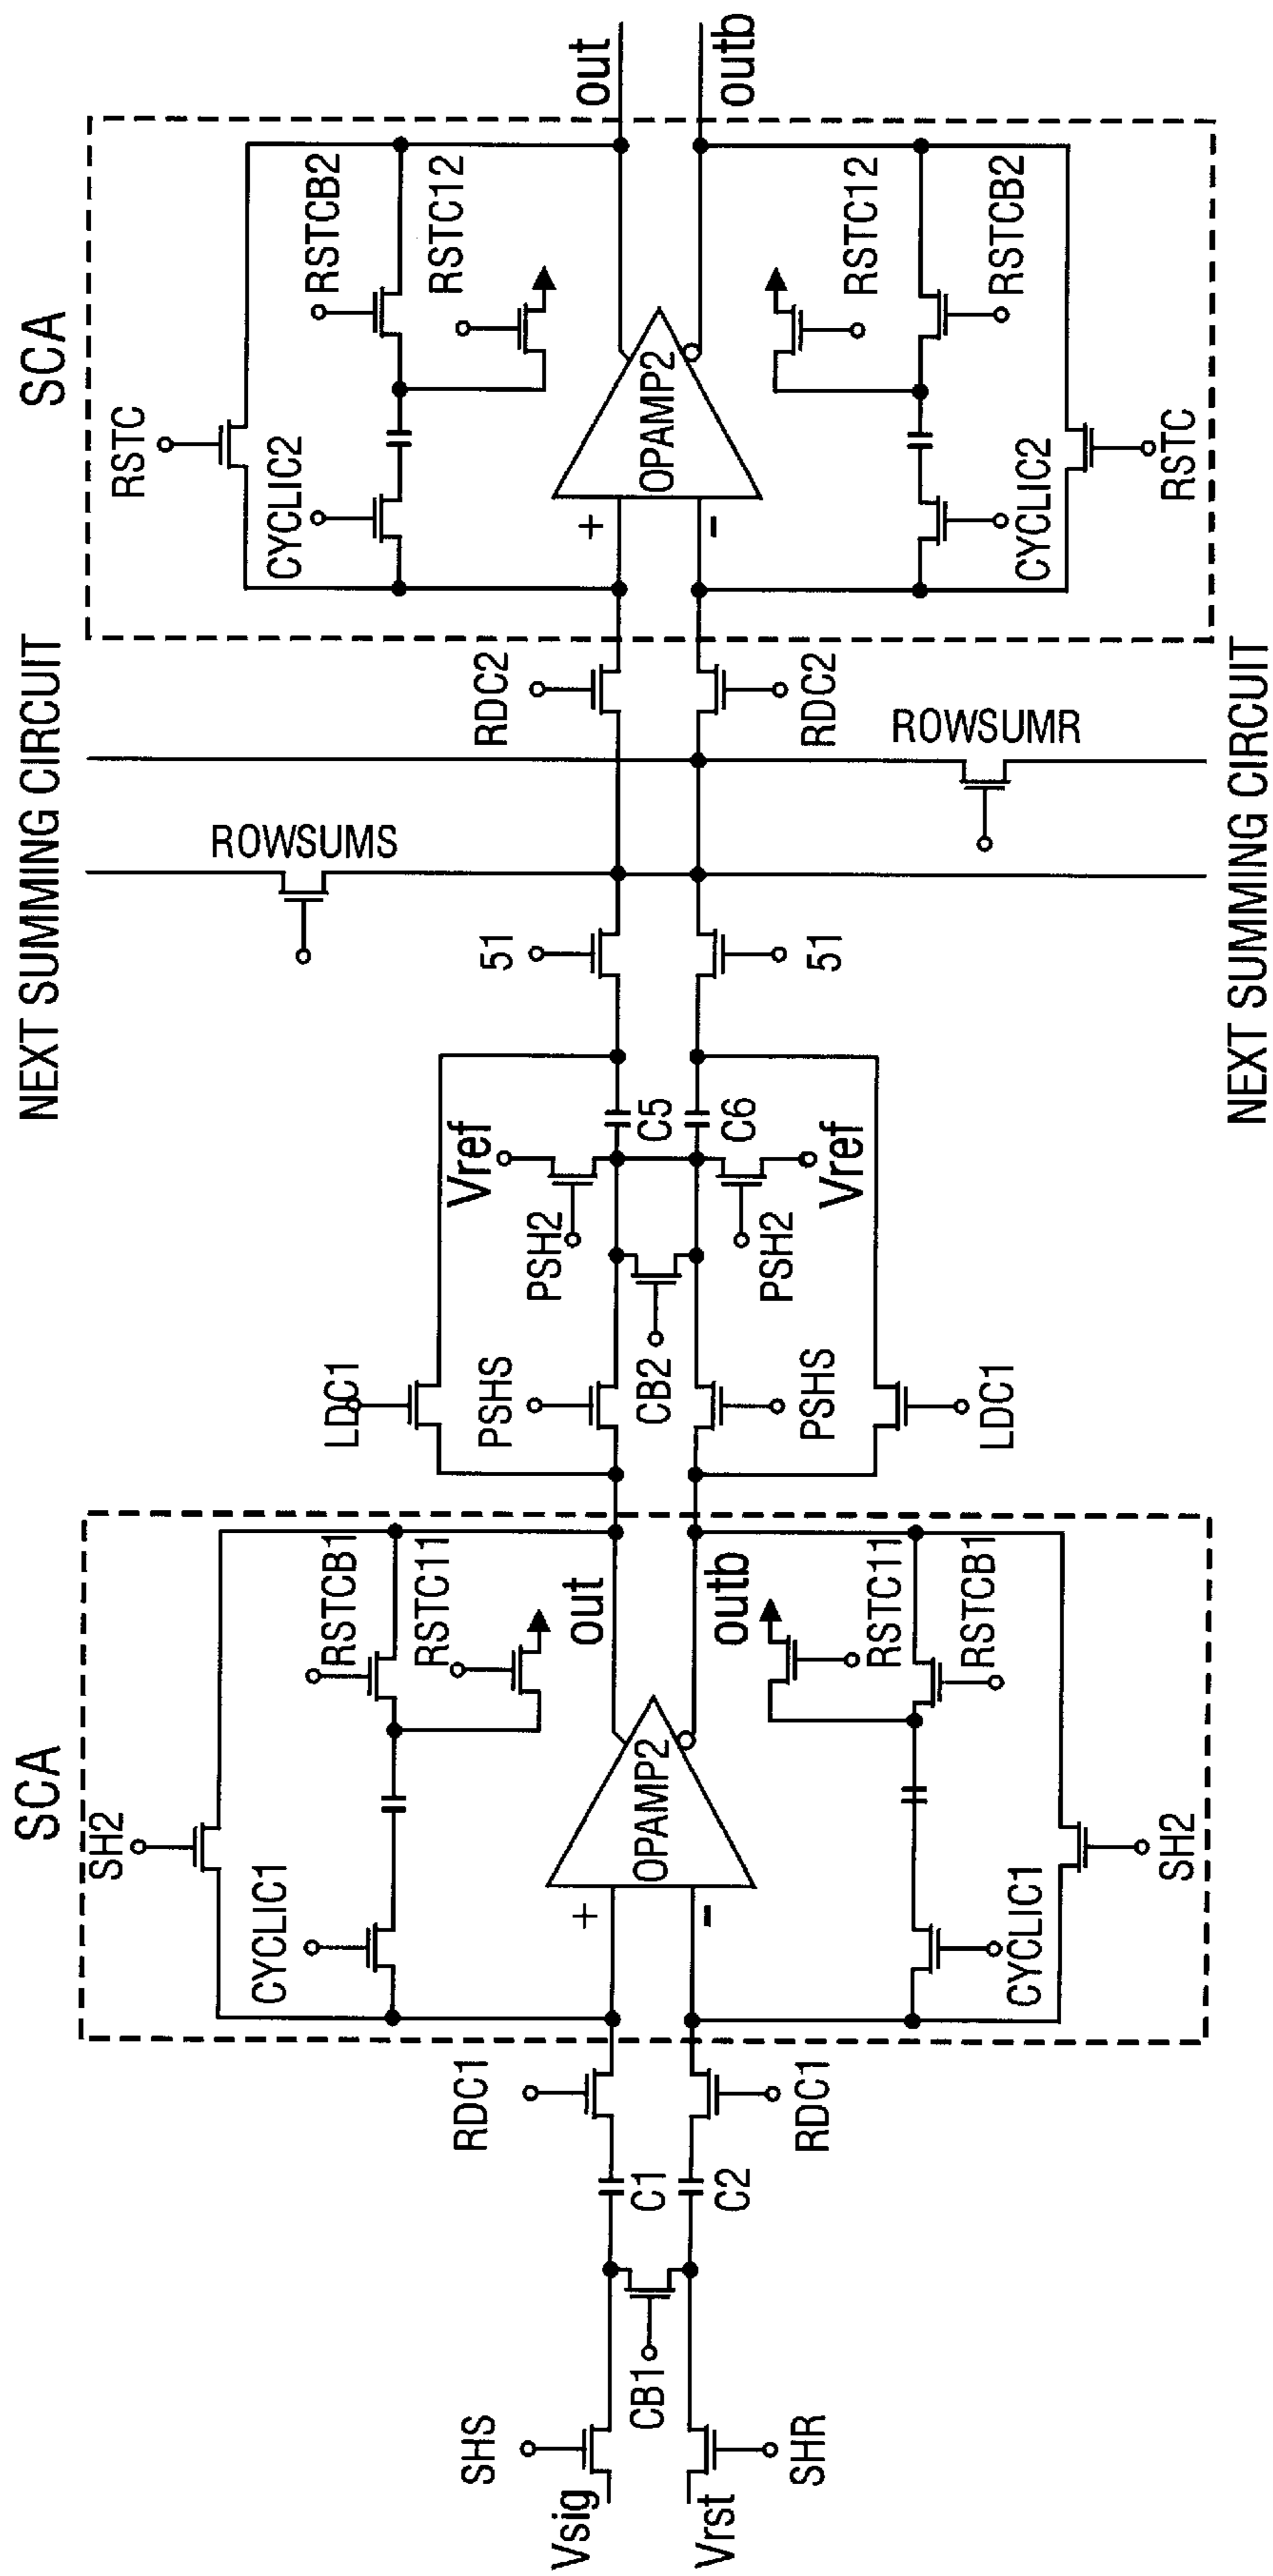 SCA
out
outb
RSTC
RSTCB2
RSTC12
CYCLIC2
OPAMP2
+
-
RSTC12
RSTCB2
CYCLIC2
RSTC
NEXT SUMMING CIRCUIT
RDC2
RDC2
ROWSUMR
ROWSUMS
NEXT SUMMING CIRCUIT
51
51
Vref
C5
C6
Vref
PSH2
PSH2
LDC1
PSHS
CB2
PSHS
LDC1
SCA
SH2
RSTCB1
RSTC11
out
outb
RSTC11
RSTCB1
CYCLIC1
OPAMP2
+
-
CYCLIC1
SH2
RDC1
RDC1
C1
C2
CB1
SHS
SHR
Vsig
Vrst